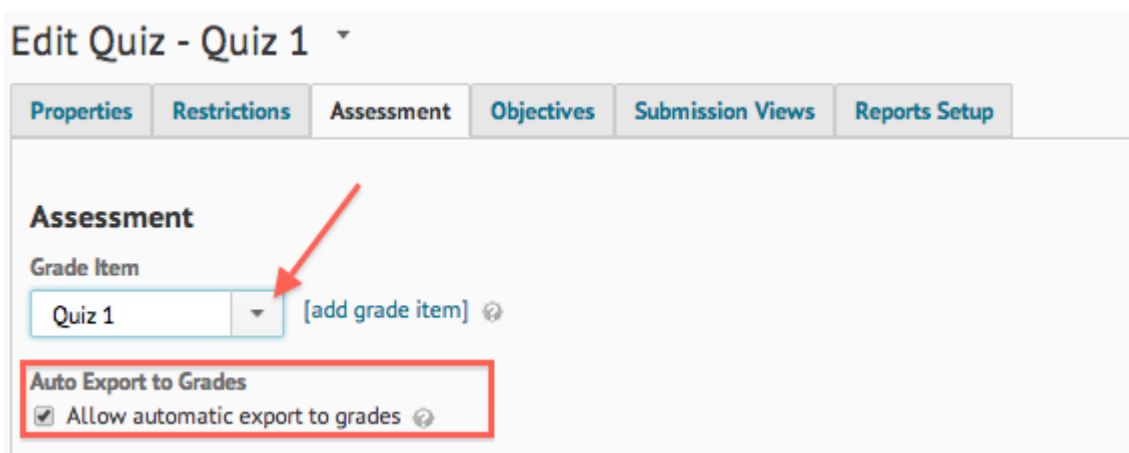 Edit Quiz - Quiz 1
Properties Restrictions Assessment Objectives Submission Views Reports Setup
Assessment
Grade Item
Quiz 1 [add grade item] ?
Auto Export to Grades
Allow automatic export to grades ?